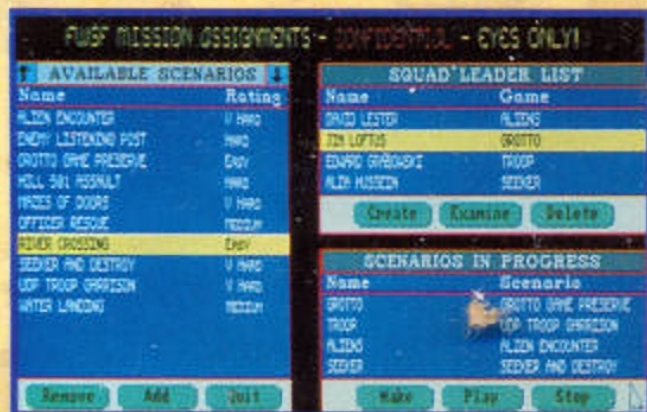 FWSF MISSION ASSIGNMENTS - CONFIDENTIAL - EYES ONLY!
AVAILABLE SCENARIOS
Name Rating
ALIEN ENCOUNTER V HARD
ENEMY LISTENING POST HARD
GROTTO GAME PRESERVE EASY
HILL 501 ASSAULT HARD
MAZES OF DOORS V HARD
OFFICER RESCUE MEDIUM
RIVER CROSSING EASY
SEEKER AND DESTROY V HARD
UDP TROOP GARRISON V HARD
WATER LANDING MEDIUM
Remove Add Quit
SQUAD LEADER LIST
Name Game
DAVID LESTER ALIENS
JIM LOFTUS GROTTO
EDWARD GRABOWSKI TROOP
ALIM HUSSEIN SEEKER
Create Examine Delete
SCENARIOS IN PROGRESS
Name Scenario
GROTTO GROTTO GAME PRESERVE
TROOP UDP TROOP GARRISON
ALIENS ALIEN ENCOUNTER
SEEKER SEEKER AND DESTROY
Make Play Stop